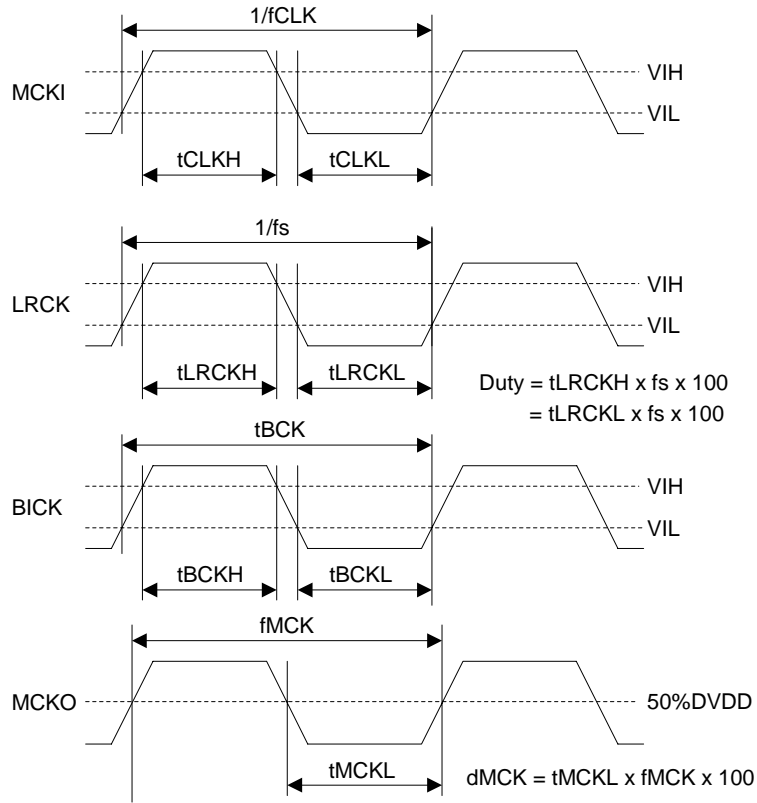 1/fCLK
VIH
MCKI
VIL
tCLKH tCLKL
1/fs
VIH
LRCK
VIL
tLRCKH tLRCKL
Duty = tLRCKH x fs x 100
= tLRCKL x fs x 100
tBCK
VIH
BICK
VIL
tBCKH tBCKL
fMCK
MCKO 50%DVDD
tMCKL
dMCK = tMCKL x fMCK x 100